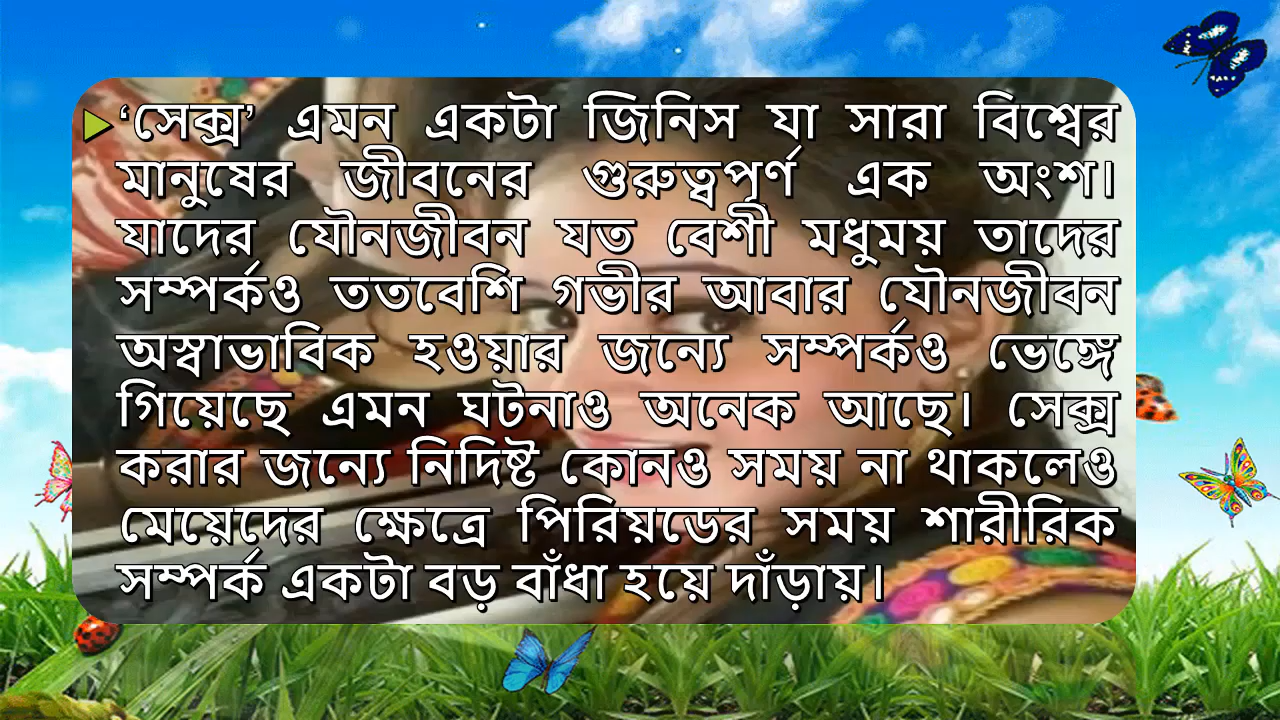 ‘সেক্স’ এমন একটা জিনিস যা সারা বিশ্বের
মানুষের জীবনের গুরুত্বপূর্ণ এক অংশ।
যাদের যৌনজীবন যত বেশী মধুময় তাদের
সম্পর্কও ততবেশি গভীর আবার যৌনজীবন
অস্বাভাবিক হওয়ার জন্যে সম্পর্কও ভেঙ্গে
গিয়েছে এমন ঘটনাও অনেক আছে। সেক্স
করার জন্যে নিদিষ্ট কোনও সময় না থাকলেও
মেয়েদের ক্ষেত্রে পিরিয়ডের সময় শারীরিক
সম্পর্ক একটা বড় বাঁধা হয়ে দাঁড়ায়।